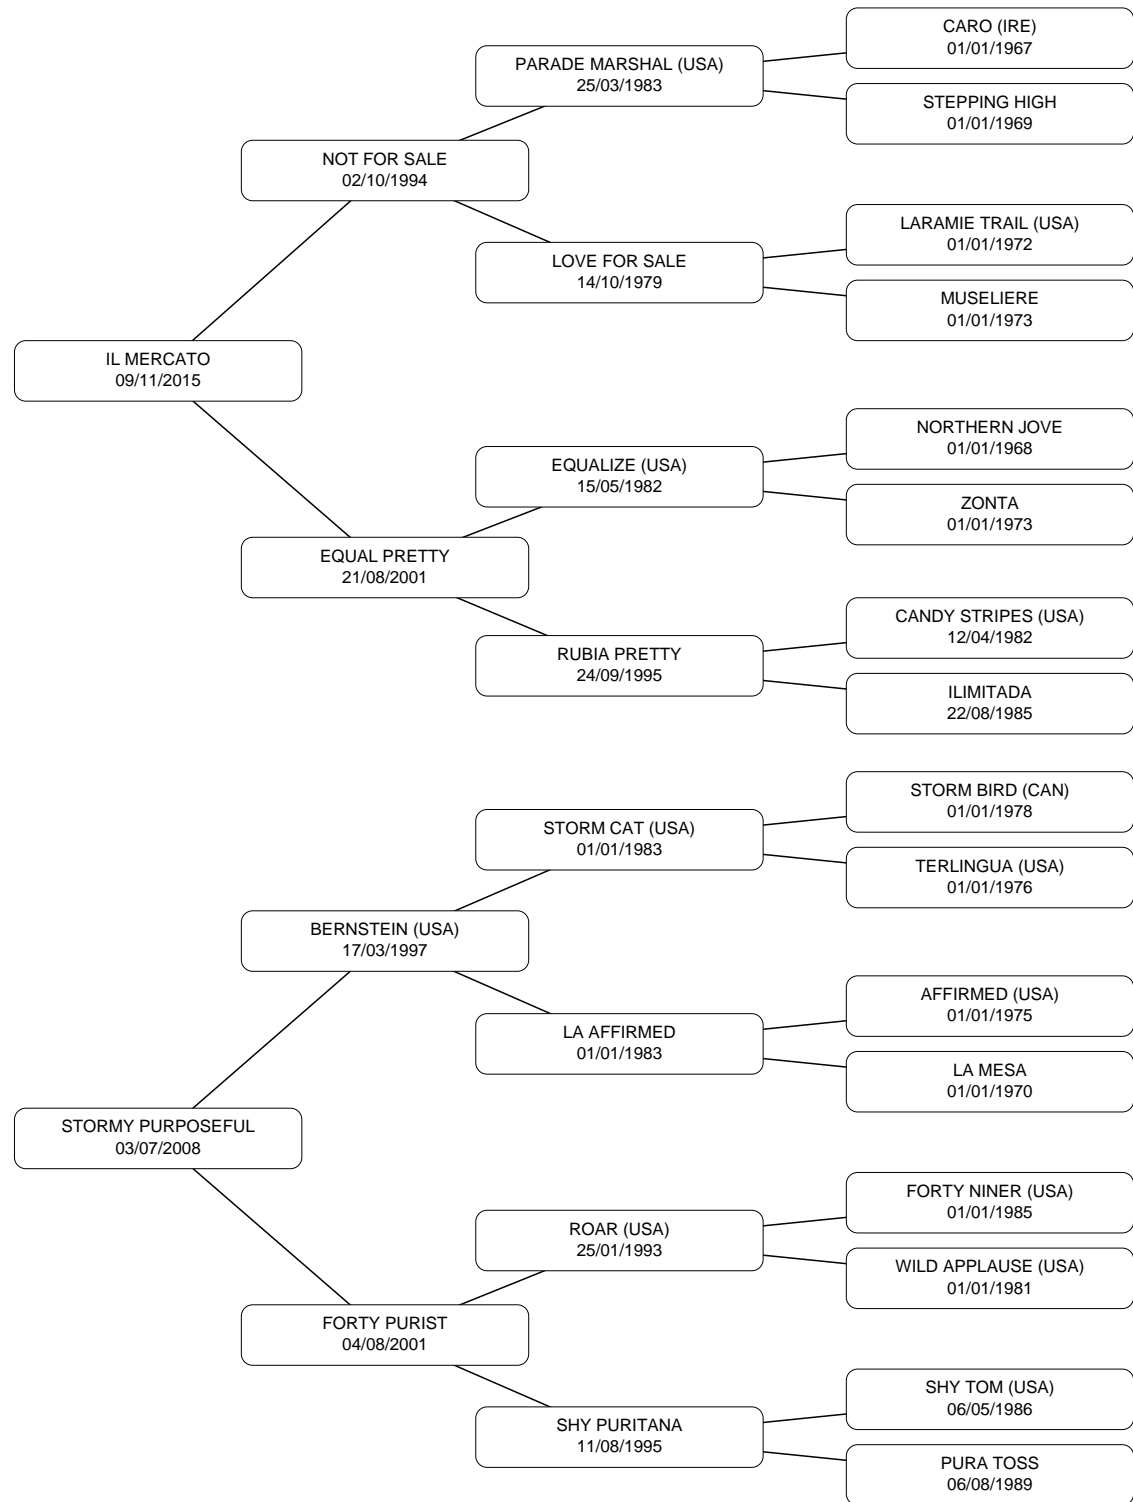 CARO (IRE)
01/01/1967
PARADE MARSHAL (USA)
25/03/1983
STEPPING HIGH
01/01/1969
NOT FOR SALE
02/10/1994
LARAMIE TRAIL (USA)
01/01/1972
LOVE FOR SALE
14/10/1979
MUSELIERE
01/01/1973
IL MERCATO
09/11/2015
NORTHERN JOVE
01/01/1968
EQUALIZE (USA)
15/05/1982
ZONTA
01/01/1973
EQUAL PRETTY
21/08/2001
CANDY STRIPES (USA)
12/04/1982
RUBIA PRETTY
24/09/1995
ILIMITADA
22/08/1985
STORM BIRD (CAN)
01/01/1978
STORM CAT (USA)
01/01/1983
TERLINGUA (USA)
01/01/1976
BERNSTEIN (USA)
17/03/1997
AFFIRMED (USA)
01/01/1975
LA AFFIRMED
01/01/1983
LA MESA
01/01/1970
STORMY PURPOSEFUL
03/07/2008
FORTY NINER (USA)
01/01/1985
ROAR (USA)
25/01/1993
WILD APPLAUSE (USA)
01/01/1981
FORTY PURIST
04/08/2001
SHY TOM (USA)
06/05/1986
SHY PURITANA
11/08/1995
PURA TOSS
06/08/1989